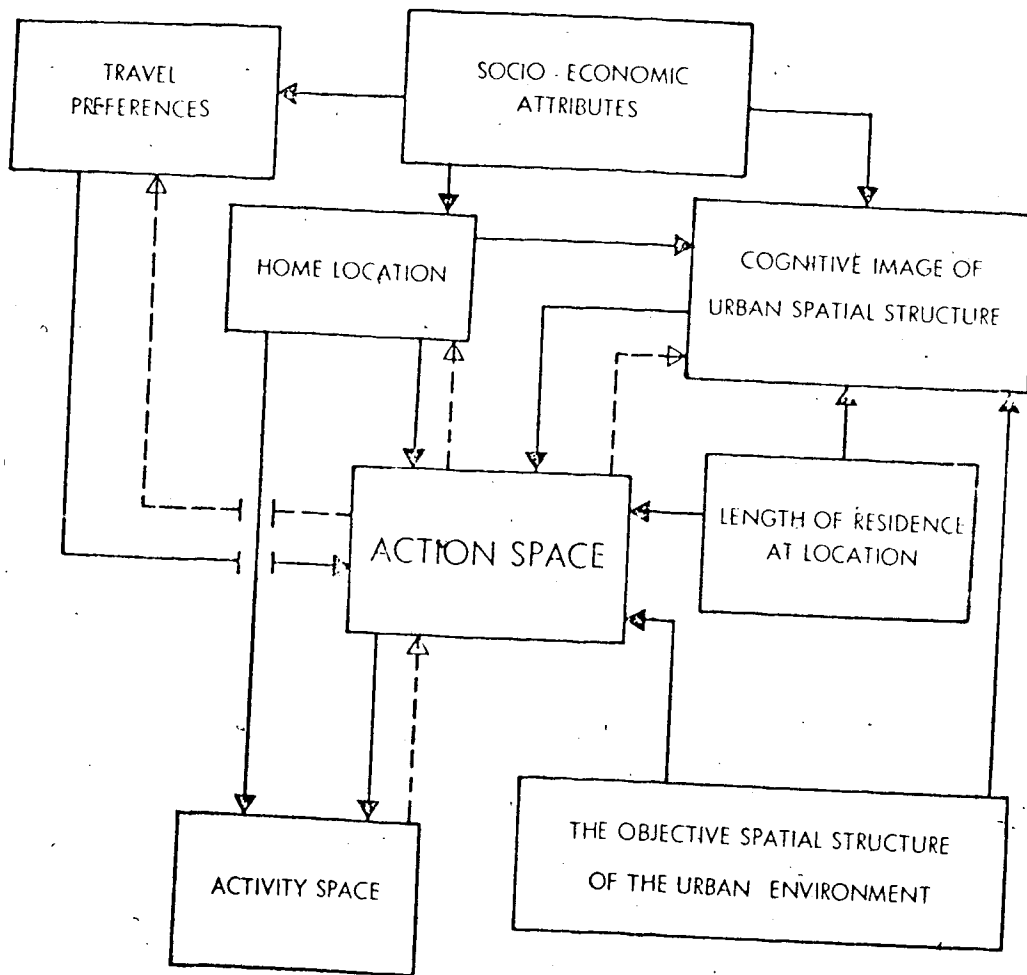 TRAVEL
PREFERENCES
SOCIO - ECONOMIC
ATTRIBUTES
HOME LOCATION
COGNITIVE IMAGE OF
URBAN SPATIAL STRUCTURE
ACTION SPACE
LENGTH OF RESIDENCE
AT LOCATION
ACTIVITY SPACE
THE OBJECTIVE SPATIAL STRUCTURE
OF THE URBAN ENVIRONMENT